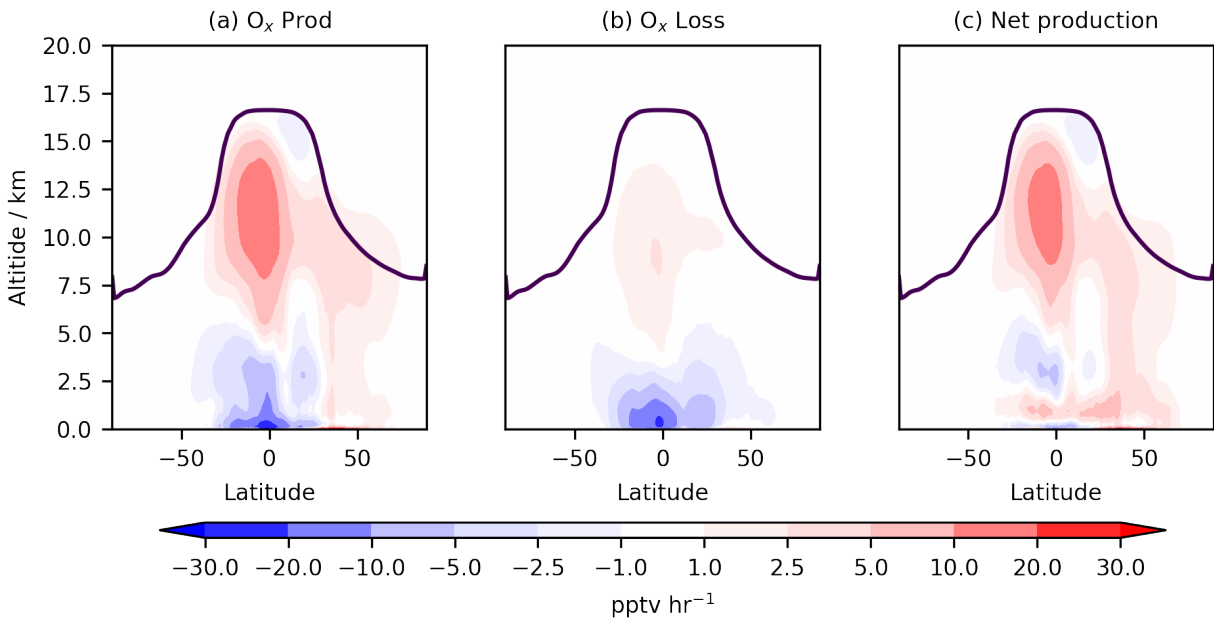 (a) Oₓ Prod (b) Oₓ Loss (c) Net production
20.0
17.5
15.0
12.5
10.0
7.5
5.0
2.5
0.0
Altitide / km
−50 0 50 −50 0 50 −50 0 50
Latitude Latitude Latitude
−30.0 −20.0 −10.0 −5.0 −2.5 −1.0 1.0 2.5 5.0 10.0 20.0 30.0
pptv hr⁻¹